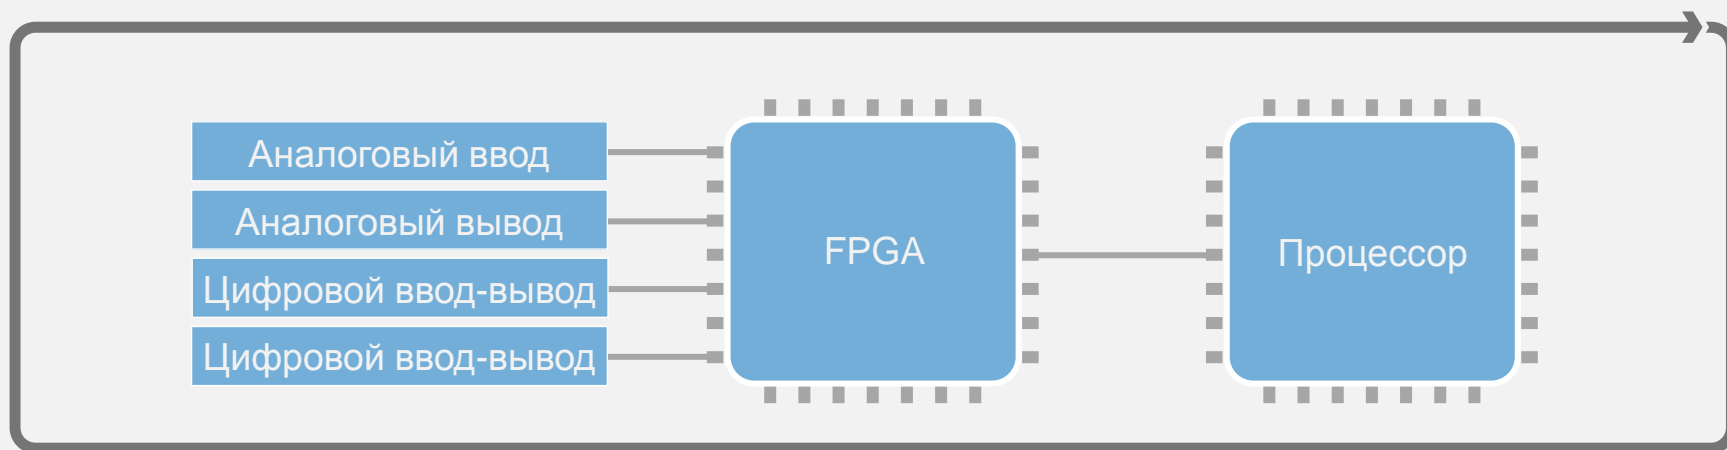 Аналоговый ввод
Аналоговый вывод
Цифровой ввод-вывод
Цифровой ввод-вывод
FPGA
Процессор